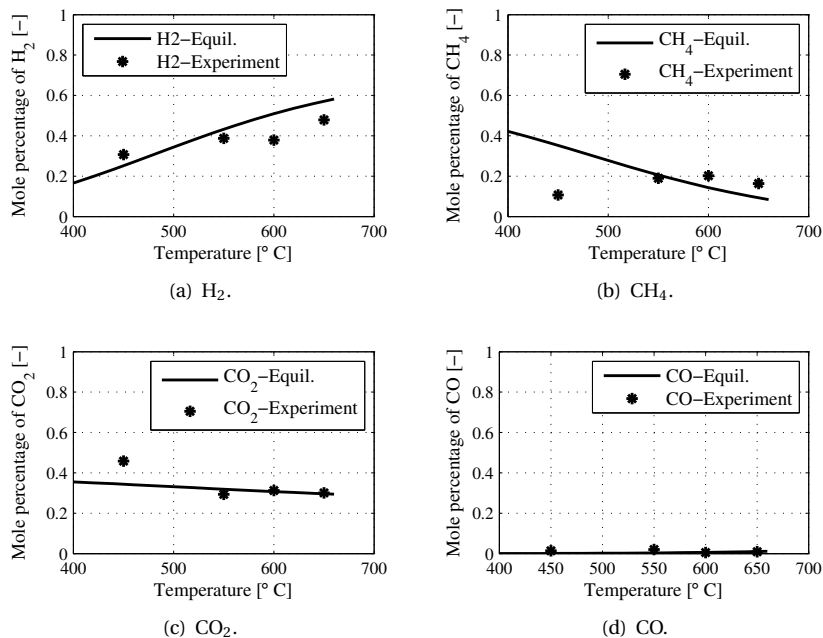 Mole percentage of H2 [−]
1
0.8
0.6
0.4
0.2
0
H2−Equil.
H2−Experiment
400
500
600
700
Temperature [° C]
(a) H2.
Mole percentage of CH4 [−]
1
0.8
0.6
0.4
0.2
0
CH4−Equil.
CH4−Experiment
400
500
600
700
Temperature [° C]
(b) CH4.
Mole percentage of CO2 [−]
1
0.8
0.6
0.4
0.2
0
CO2−Equil.
CO2−Experiment
400
500
600
700
Temperature [° C]
(c) CO2.
Mole percentage of CO [−]
1
0.8
0.6
0.4
0.2
0
CO−Equil.
CO−Experiment
400
450
500
550
600
650
700
Temperature [° C]
(d) CO.